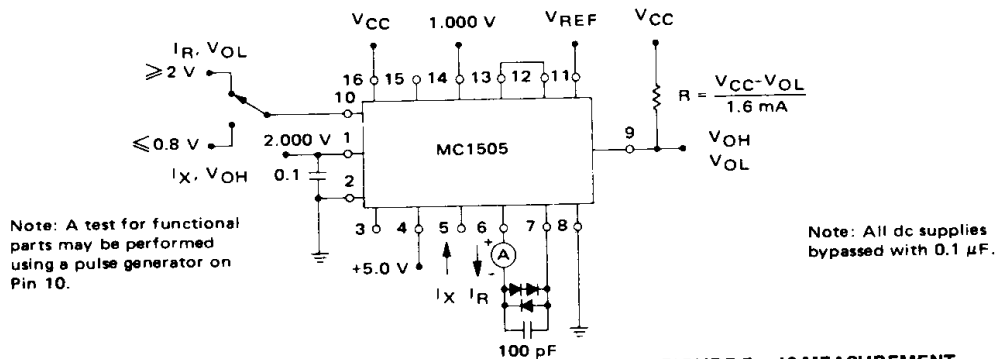 VCC
1.000 V
VREF
VCC
IR, VOL
≥2 V
16
15
14
13
12
11
R = VCC-VOL
1.6 mA
10
≤0.8 V
2.000 V
1
MC1505
9
VOH
VOL
IX, VOH
0.1
2
Note: A test for functional
parts may be performed
using a pulse generator on
Pin 10.
3
4
5
6
7
8
Note: All dc supplies
bypassed with 0.1 µF.
+
A
-
+5.0 V
IX
IR
100 pF